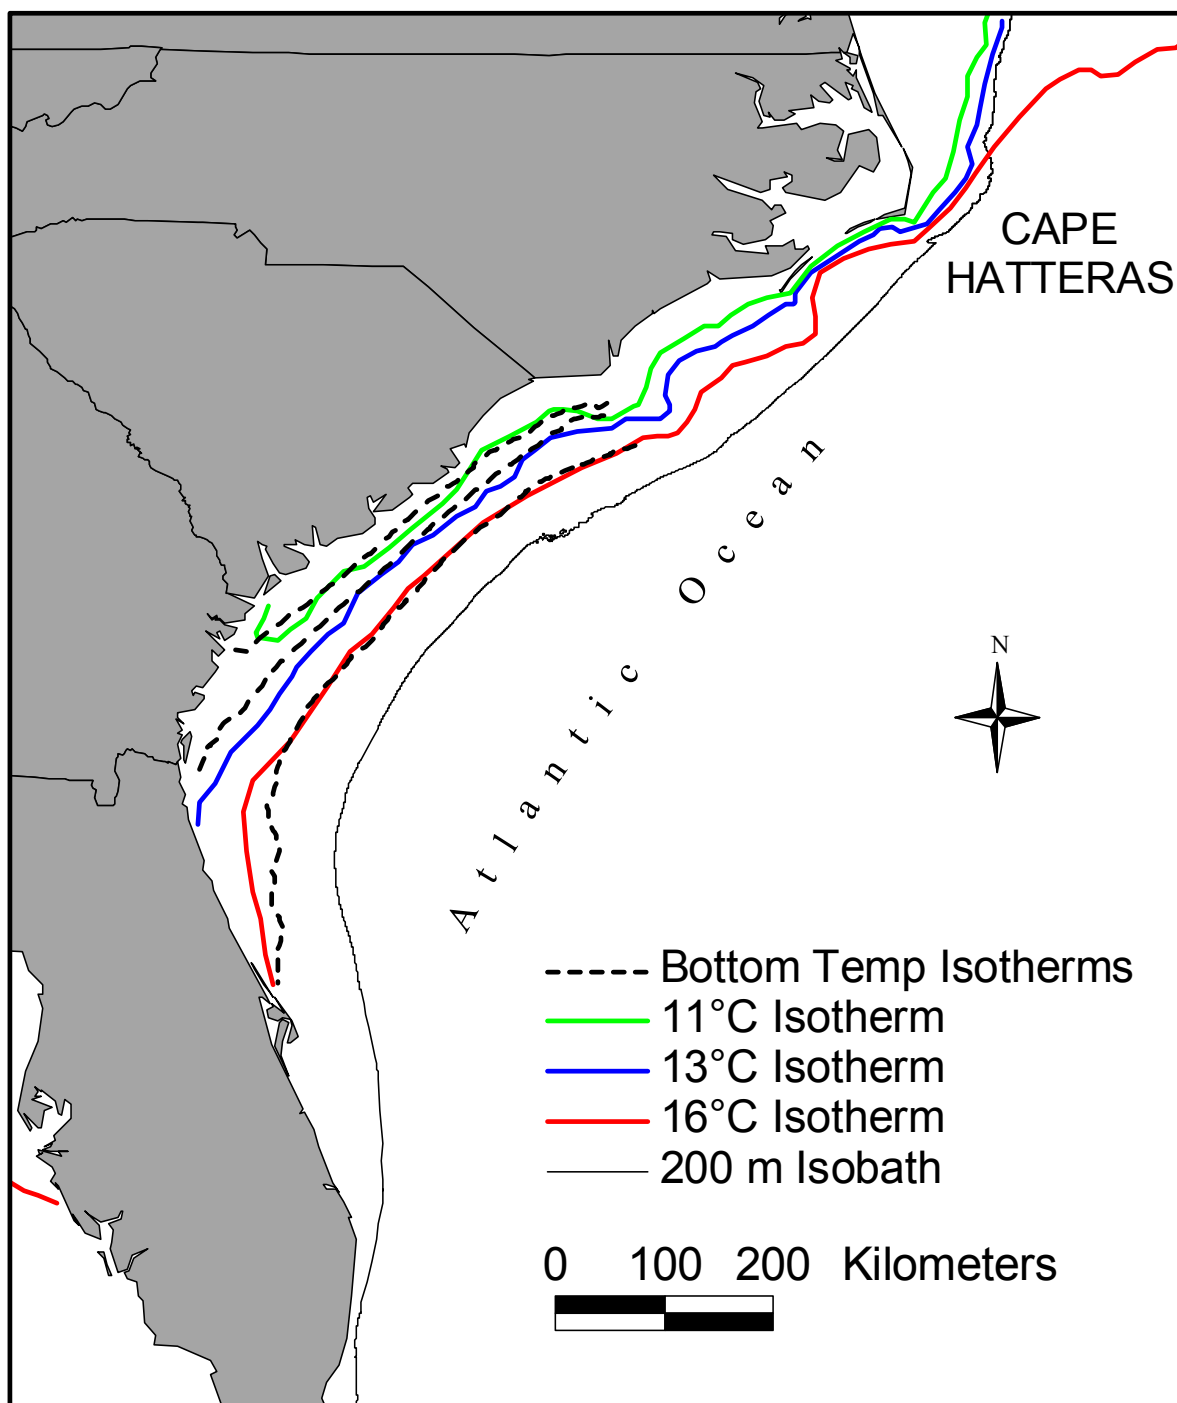 CAPE
HATTERAS
Atlantic Ocean
N
Bottom Temp Isotherms
11°C Isotherm
13°C Isotherm
16°C Isotherm
200 m Isobath
0 100 200 Kilometers